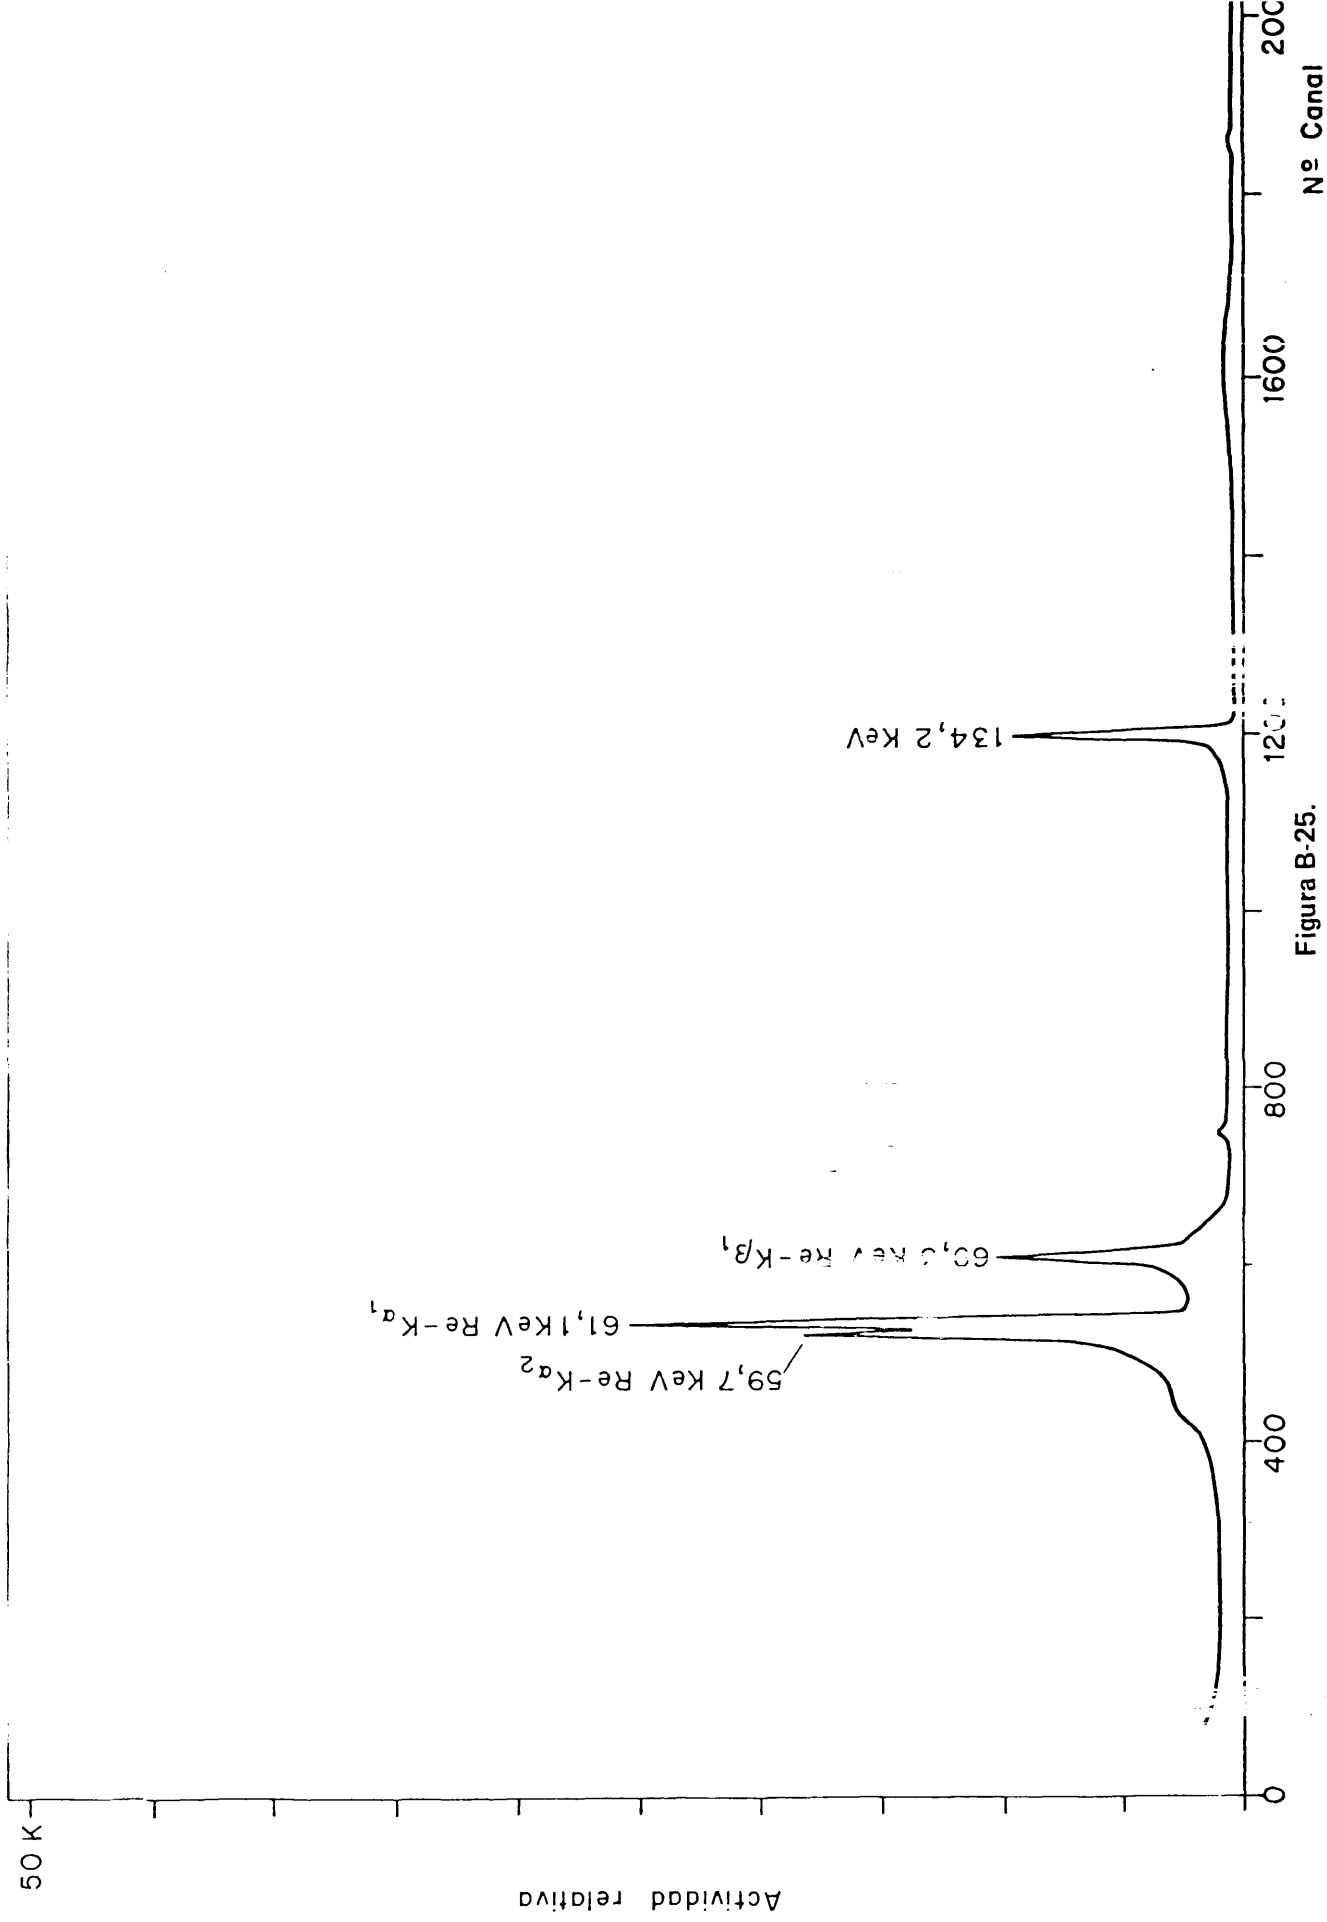 50 K
Actividad relativa
59,7 KeV Re-Kα2
61,1 KeV Re-Kα1
KeV Re-Kβ1
134,2 KeV
0
400
800
1600
Nº Canal
Figura B-25.